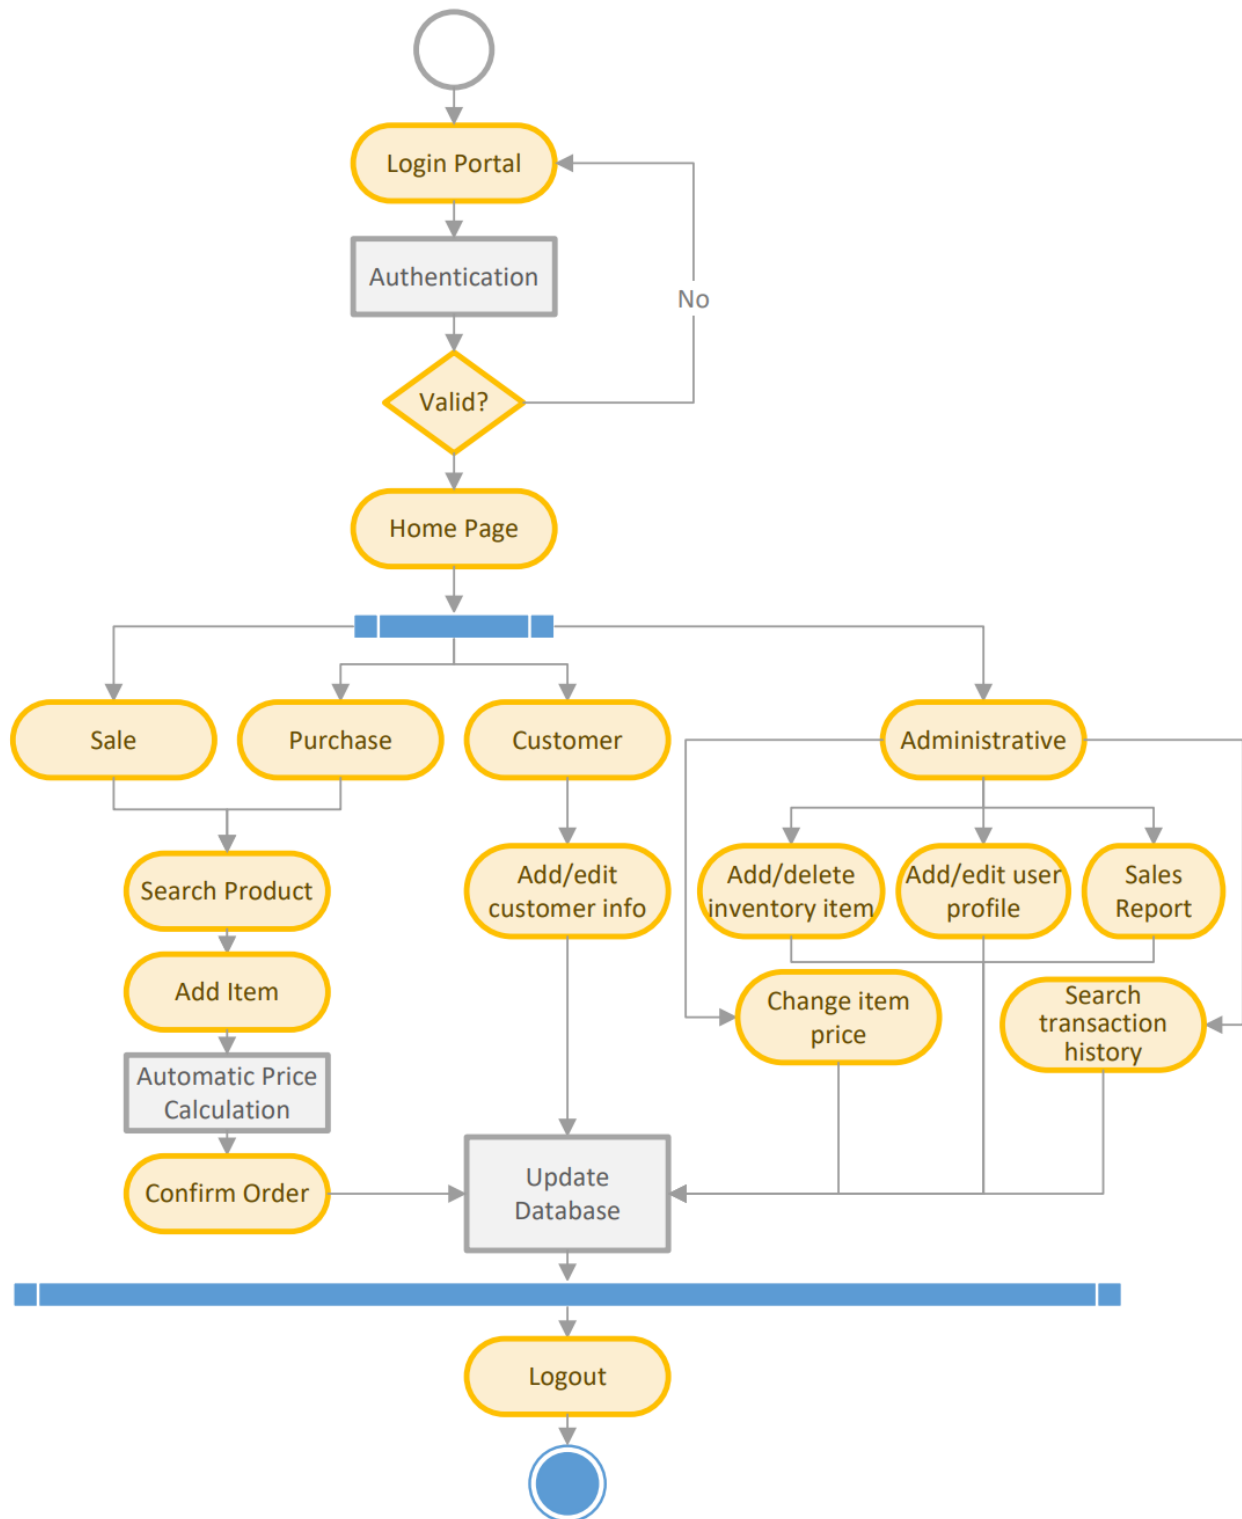 Login Portal
Authentication
No
Valid?
Home Page
Sale
Purchase
Customer
Administrative
Search Product
Add/edit
customer info
Add/delete
inventory item
Add/edit user
profile
Sales
Report
Add Item
Change item
price
Search
transaction
history
Automatic Price
Calculation
Confirm Order
Update
Database
Logout